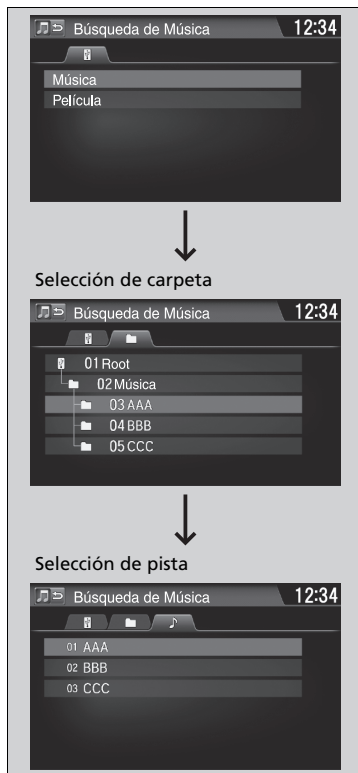 Búsqueda de Música 12:34
Música
Película
Selección de carpeta
Búsqueda de Música 12:34
01 Root
02 Música
03 AAA
04 BBB
05 CCC
Selección de pista
Búsqueda de Música 12:34
01 AAA
02 BBB
03 CCC